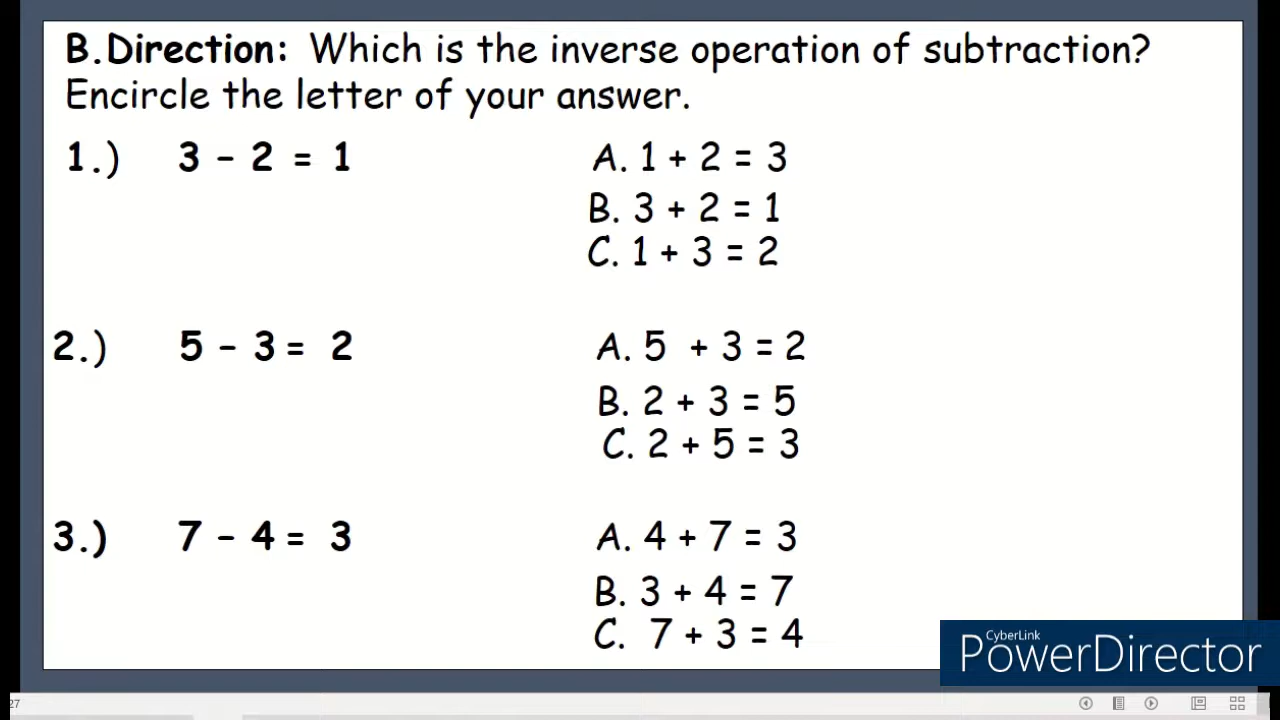 B.Direction: Which is the inverse operation of subtraction?
Encircle the letter of your answer.
1.) 3 - 2 = 1 A. 1 + 2 = 3
B. 3 + 2 = 1
C. 1 + 3 = 2
2.) 5 - 3 = 2 A. 5 + 3 = 2
B. 2 + 3 = 5
C. 2 + 5 = 3
3.) 7 - 4 = 3 A. 4 + 7 = 3
B. 3 + 4 = 7
C. 7 + 3 = 4
CyberLink
PowerDirector
27